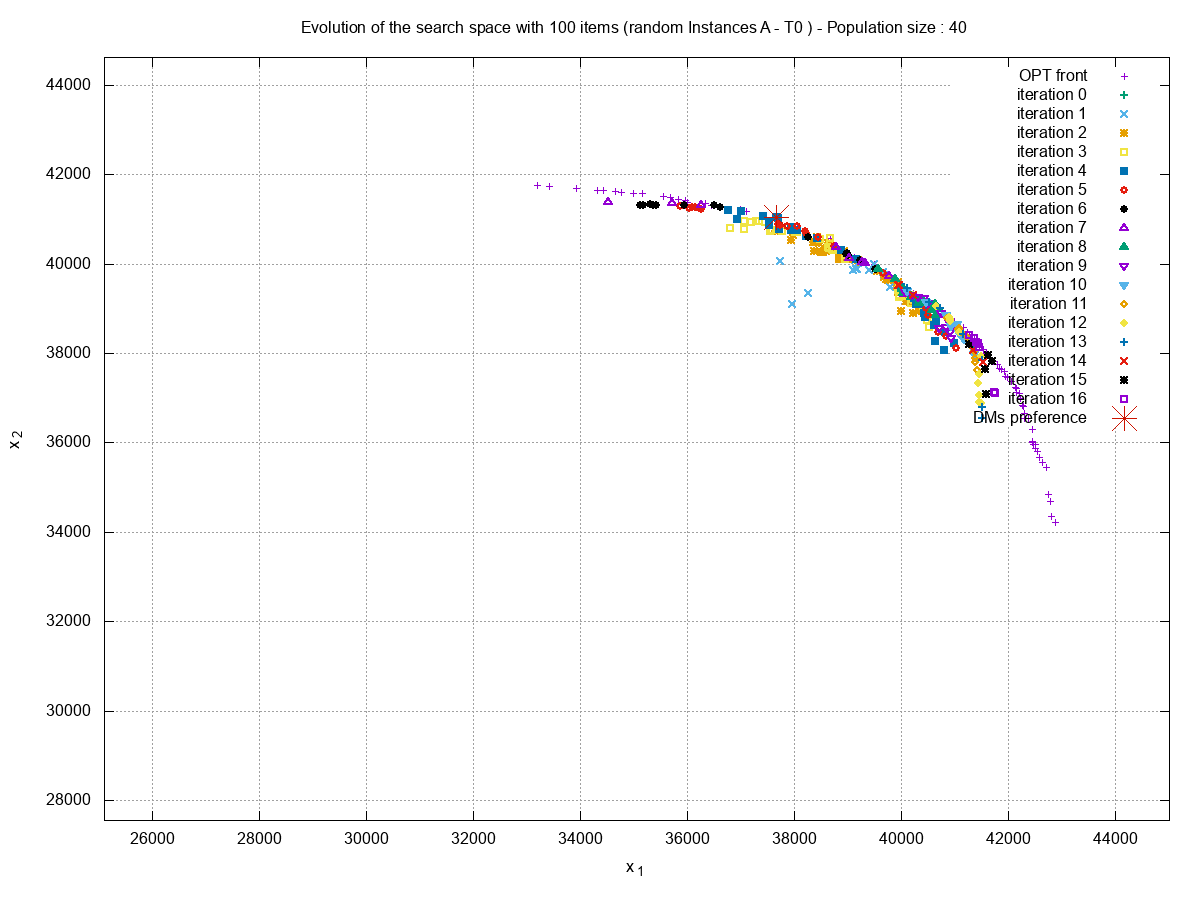 Evolution of the search space with 100 items (random Instances A - T0 ) - Population size : 40
44000
42000
40000
38000
36000
34000
32000
30000
28000
x 2
OPT front
iteration 0
iteration 1
iteration 2
iteration 3
iteration 4
iteration 5
iteration 6
iteration 7
iteration 8
iteration 9
iteration 10
iteration 11
iteration 12
iteration 13
iteration 14
iteration 15
iteration 16
DMs preference
26000 28000 30000 32000 34000 36000 38000 40000 42000 44000
x 1